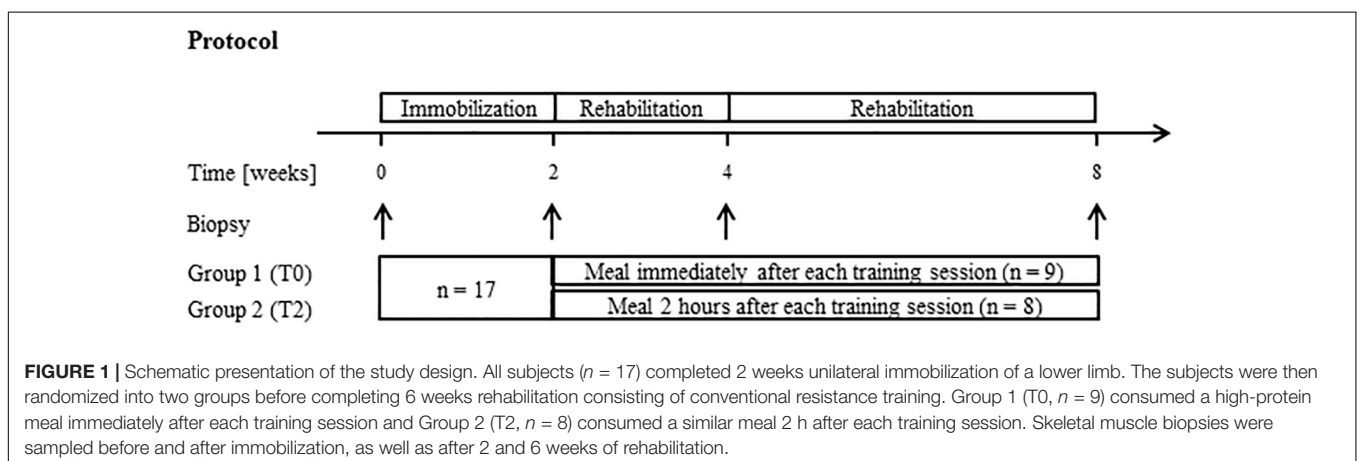 Protocol
Immobilization Rehabilitation Rehabilitation
Time [weeks] 0 2 4 8
Biopsy
Group 1 (T0) Meal immediately after each training session (n = 9)
n = 17
Group 2 (T2) Meal 2 hours after each training session (n = 8)
FIGURE 1 | Schematic presentation of the study design. All subjects (n = 17) completed 2 weeks unilateral immobilization of a lower limb. The subjects were then
randomized into two groups before completing 6 weeks rehabilitation consisting of conventional resistance training. Group 1 (T0, n = 9) consumed a high-protein
meal immediately after each training session and Group 2 (T2, n = 8) consumed a similar meal 2 h after each training session. Skeletal muscle biopsies were
sampled before and after immobilization, as well as after 2 and 6 weeks of rehabilitation.